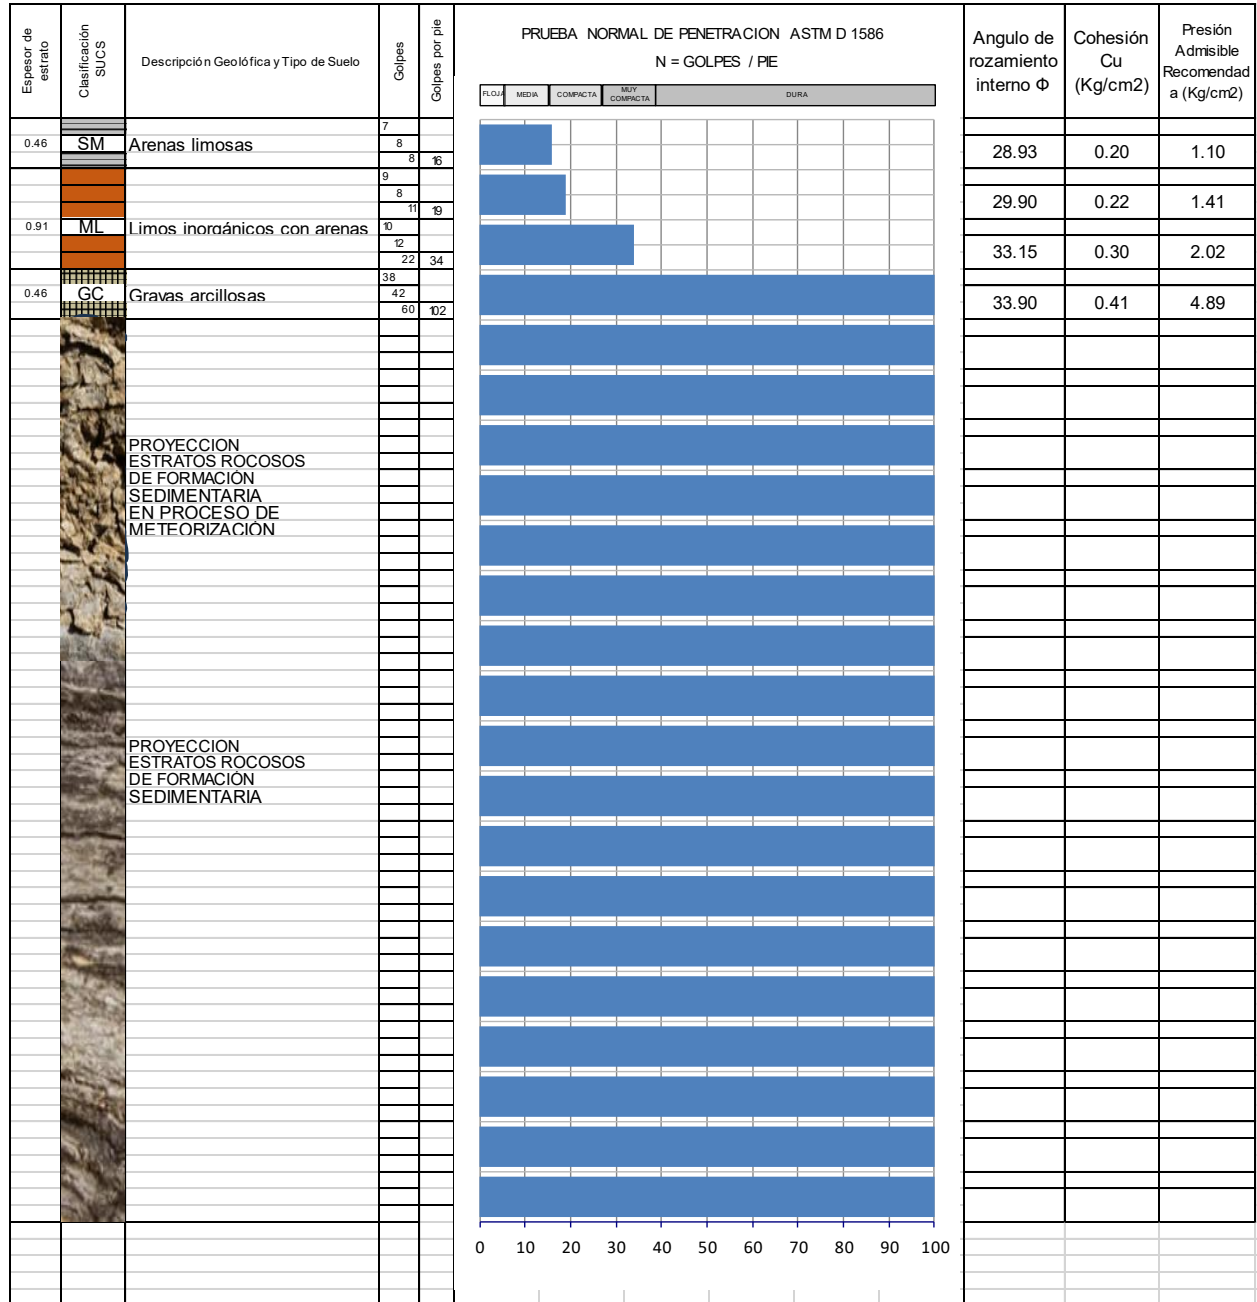 Espesor de
estrato
Clasificación
SUCS
Descripción Geolófica y Tipo de Suelo
Golpes
Golpes por pie
PRUEBA NORMAL DE PENETRACION ASTM D 1586
N = GOLPES / PIE
FLOJA MEDIA COMPACTA MUY COMPACTA DURA
Angulo de
rozamiento
interno Φ
Cohesión
Cu
(Kg/cm2)
Presión
Admisible
Recomendad
a (Kg/cm2)
7
0.46 SM Arenas limosas 8
8 16 28.93 0.20 1.10
9
8
11 19 29.90 0.22 1.41
0.91 ML Limos inorgánicos con arenas 10
12
22 34 33.15 0.30 2.02
38
0.46 GC Gravas arcillosas 42
60 102 33.90 0.41 4.89
PROYECCION
ESTRATOS ROCOSOS
DE FORMACIÓN
SEDIMENTARIA
EN PROCESO DE
METEORIZACIÓN
PROYECCION
ESTRATOS ROCOSOS
DE FORMACIÓN
SEDIMENTARIA
0 10 20 30 40 50 60 70 80 90 100